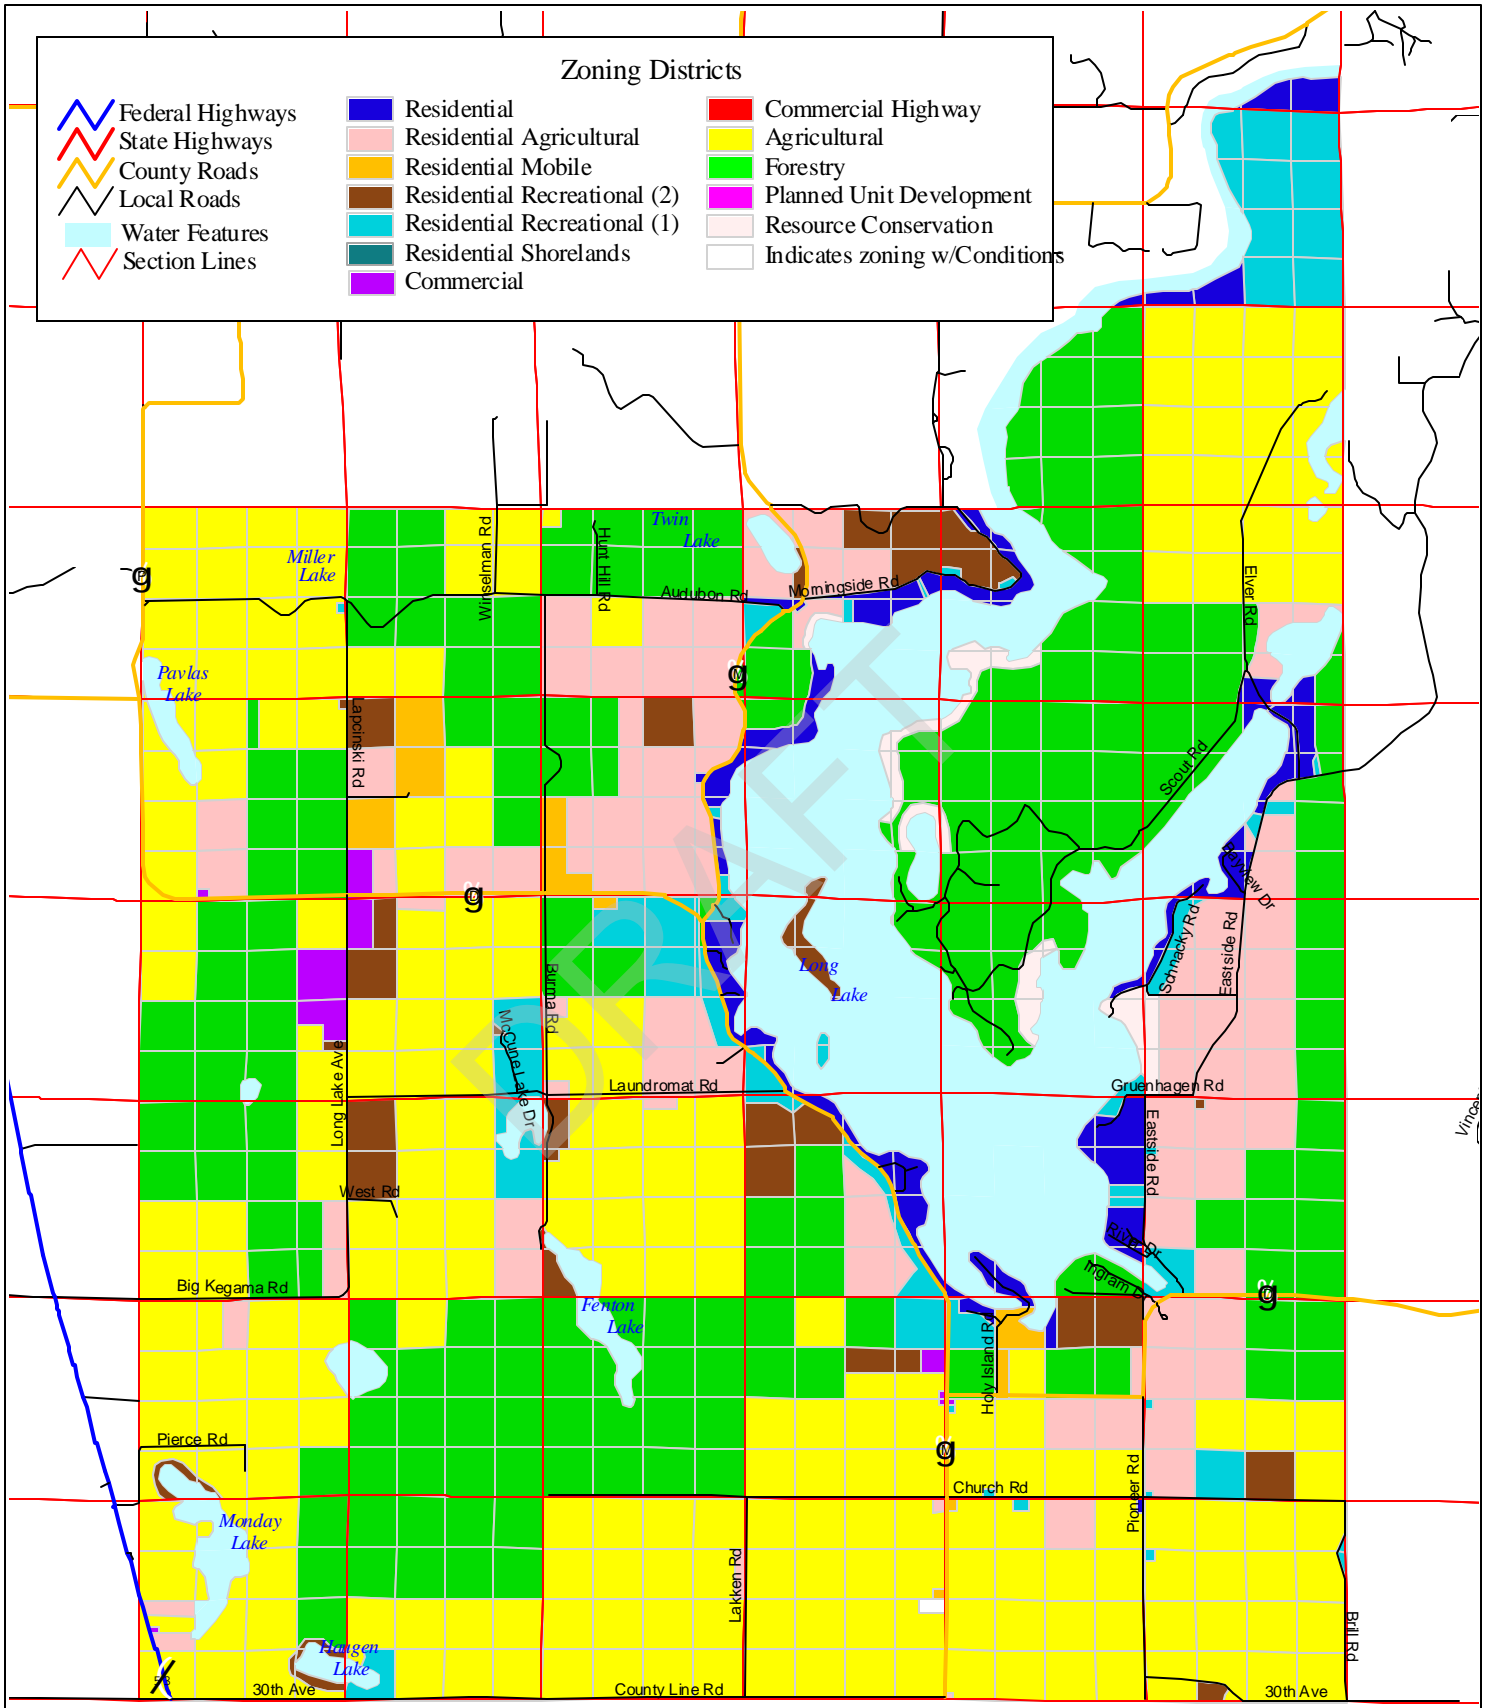 Zoning Districts
Federal Highways
State Highways
County Roads
Local Roads
Water Features
Section Lines
Residential
Residential Agricultural
Residential Mobile
Residential Recreational (2)
Residential Recreational (1)
Residential Shorelands
Commercial
Commercial Highway
Agricultural
Forestry
Planned Unit Development
Resource Conservation
Indicates zoning w/Conditions
Twin
Lake
Miller
Lake
Winselman Rd
Hunt Hill Rd
Audubon Rd
Morningside Rd
Elver Rd
g
Pavlas
Lake
g
M
Lapcinski Rd
Scout Rd
Bayview Dr
g
D
Schnacky Rd
Eastside Rd
Long
Lake
Burma Rd
McCune Lake Dr
Long Lake Ave
Laundromat Rd
Gruenhagen Rd
Eastside Rd
West Rd
River Dr
Ingram Dr
Big Kegama Rd
g
D
Fenton
Lake
Holy Island Rd
Pierce Rd
g
M
Church Rd
Pioneer Rd
Monday
Lake
Lakken Rd
Brill Rd
Haugen
Lake
53
30th Ave
County Line Rd
30th Ave
DRAFT